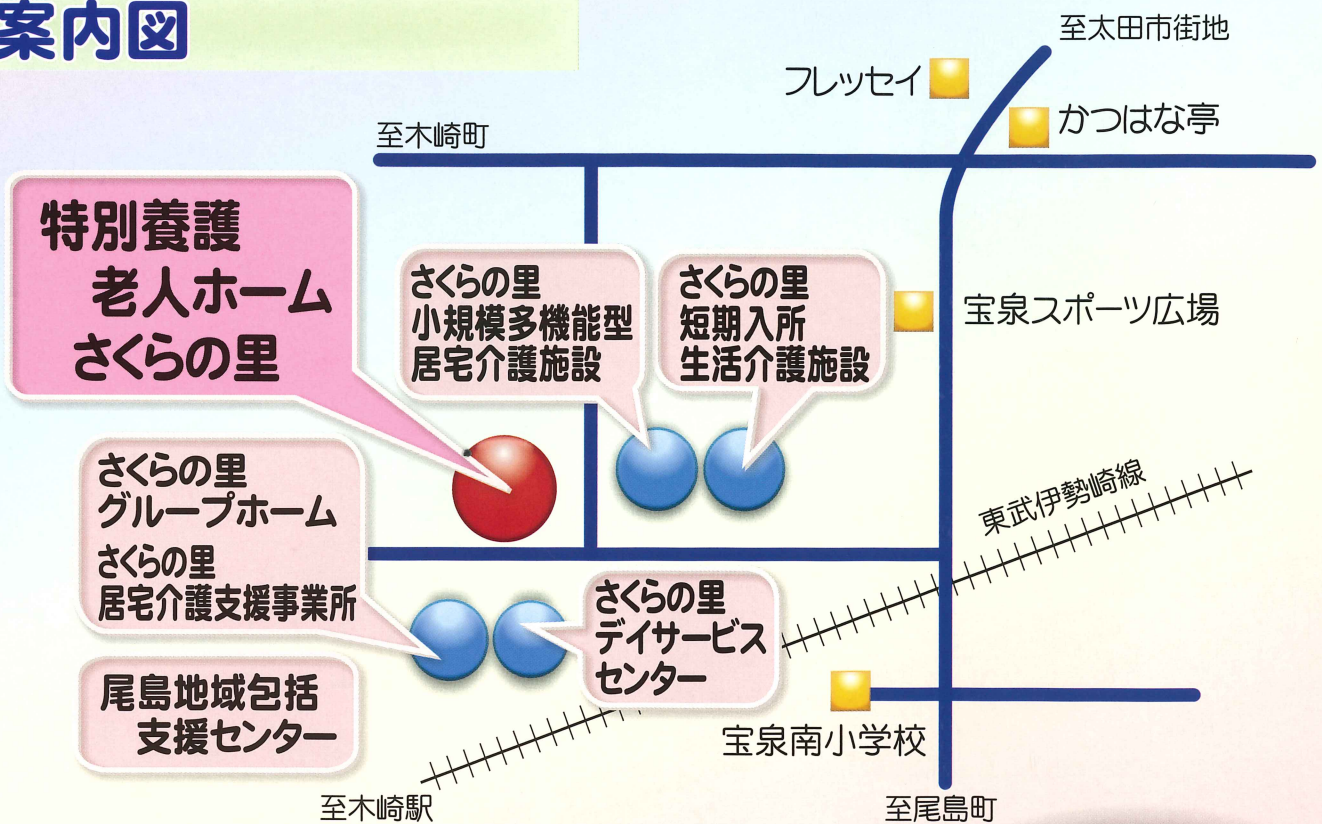 案内図
至太田市街地
フレッセイ
かつはな亭
至木崎町
特別養護
老人ホーム
さくらの里
さくらの里
小規模多機能型
居宅介護施設
さくらの里
短期入所
生活介護施設
宝泉スポーツ広場
さくらの里
グループホーム
さくらの里
居宅介護支援事業所
東武伊勢崎線
さくらの里
デイサービス
センター
尾島地域包括
支援センター
宝泉南小学校
至木崎駅
至尾島町